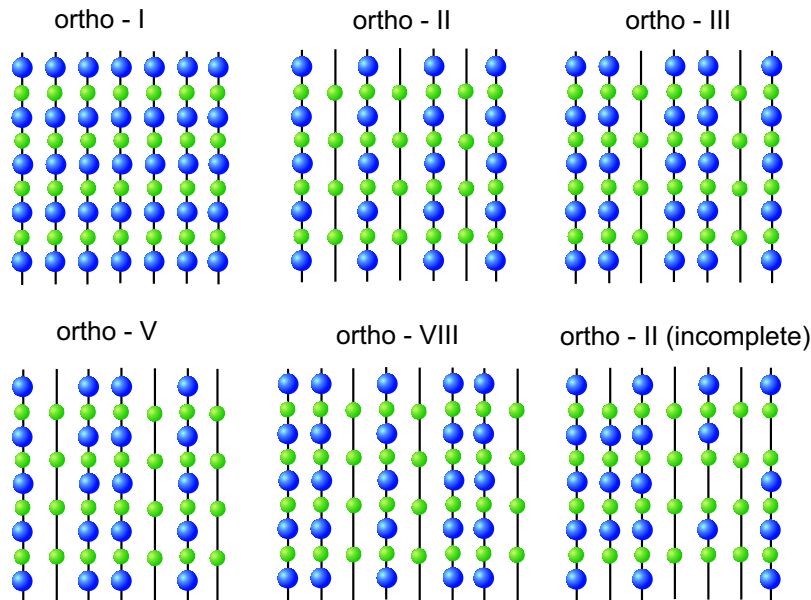 ortho - I
ortho - II
ortho - III
ortho - V
ortho - VIII
ortho - II (incomplete)